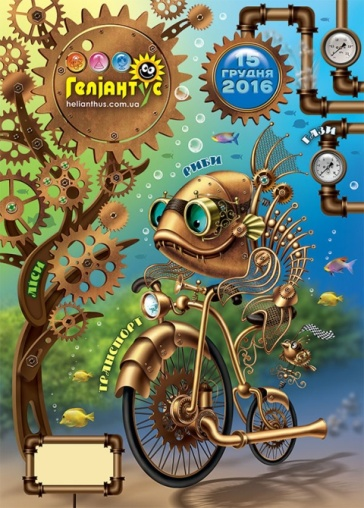 Геліантус
helianthus.com.ua
15
ГРУДНЯ
2016
РИБИ
ГАЗИ
ЛІСИ
ТРАНСПОРТ